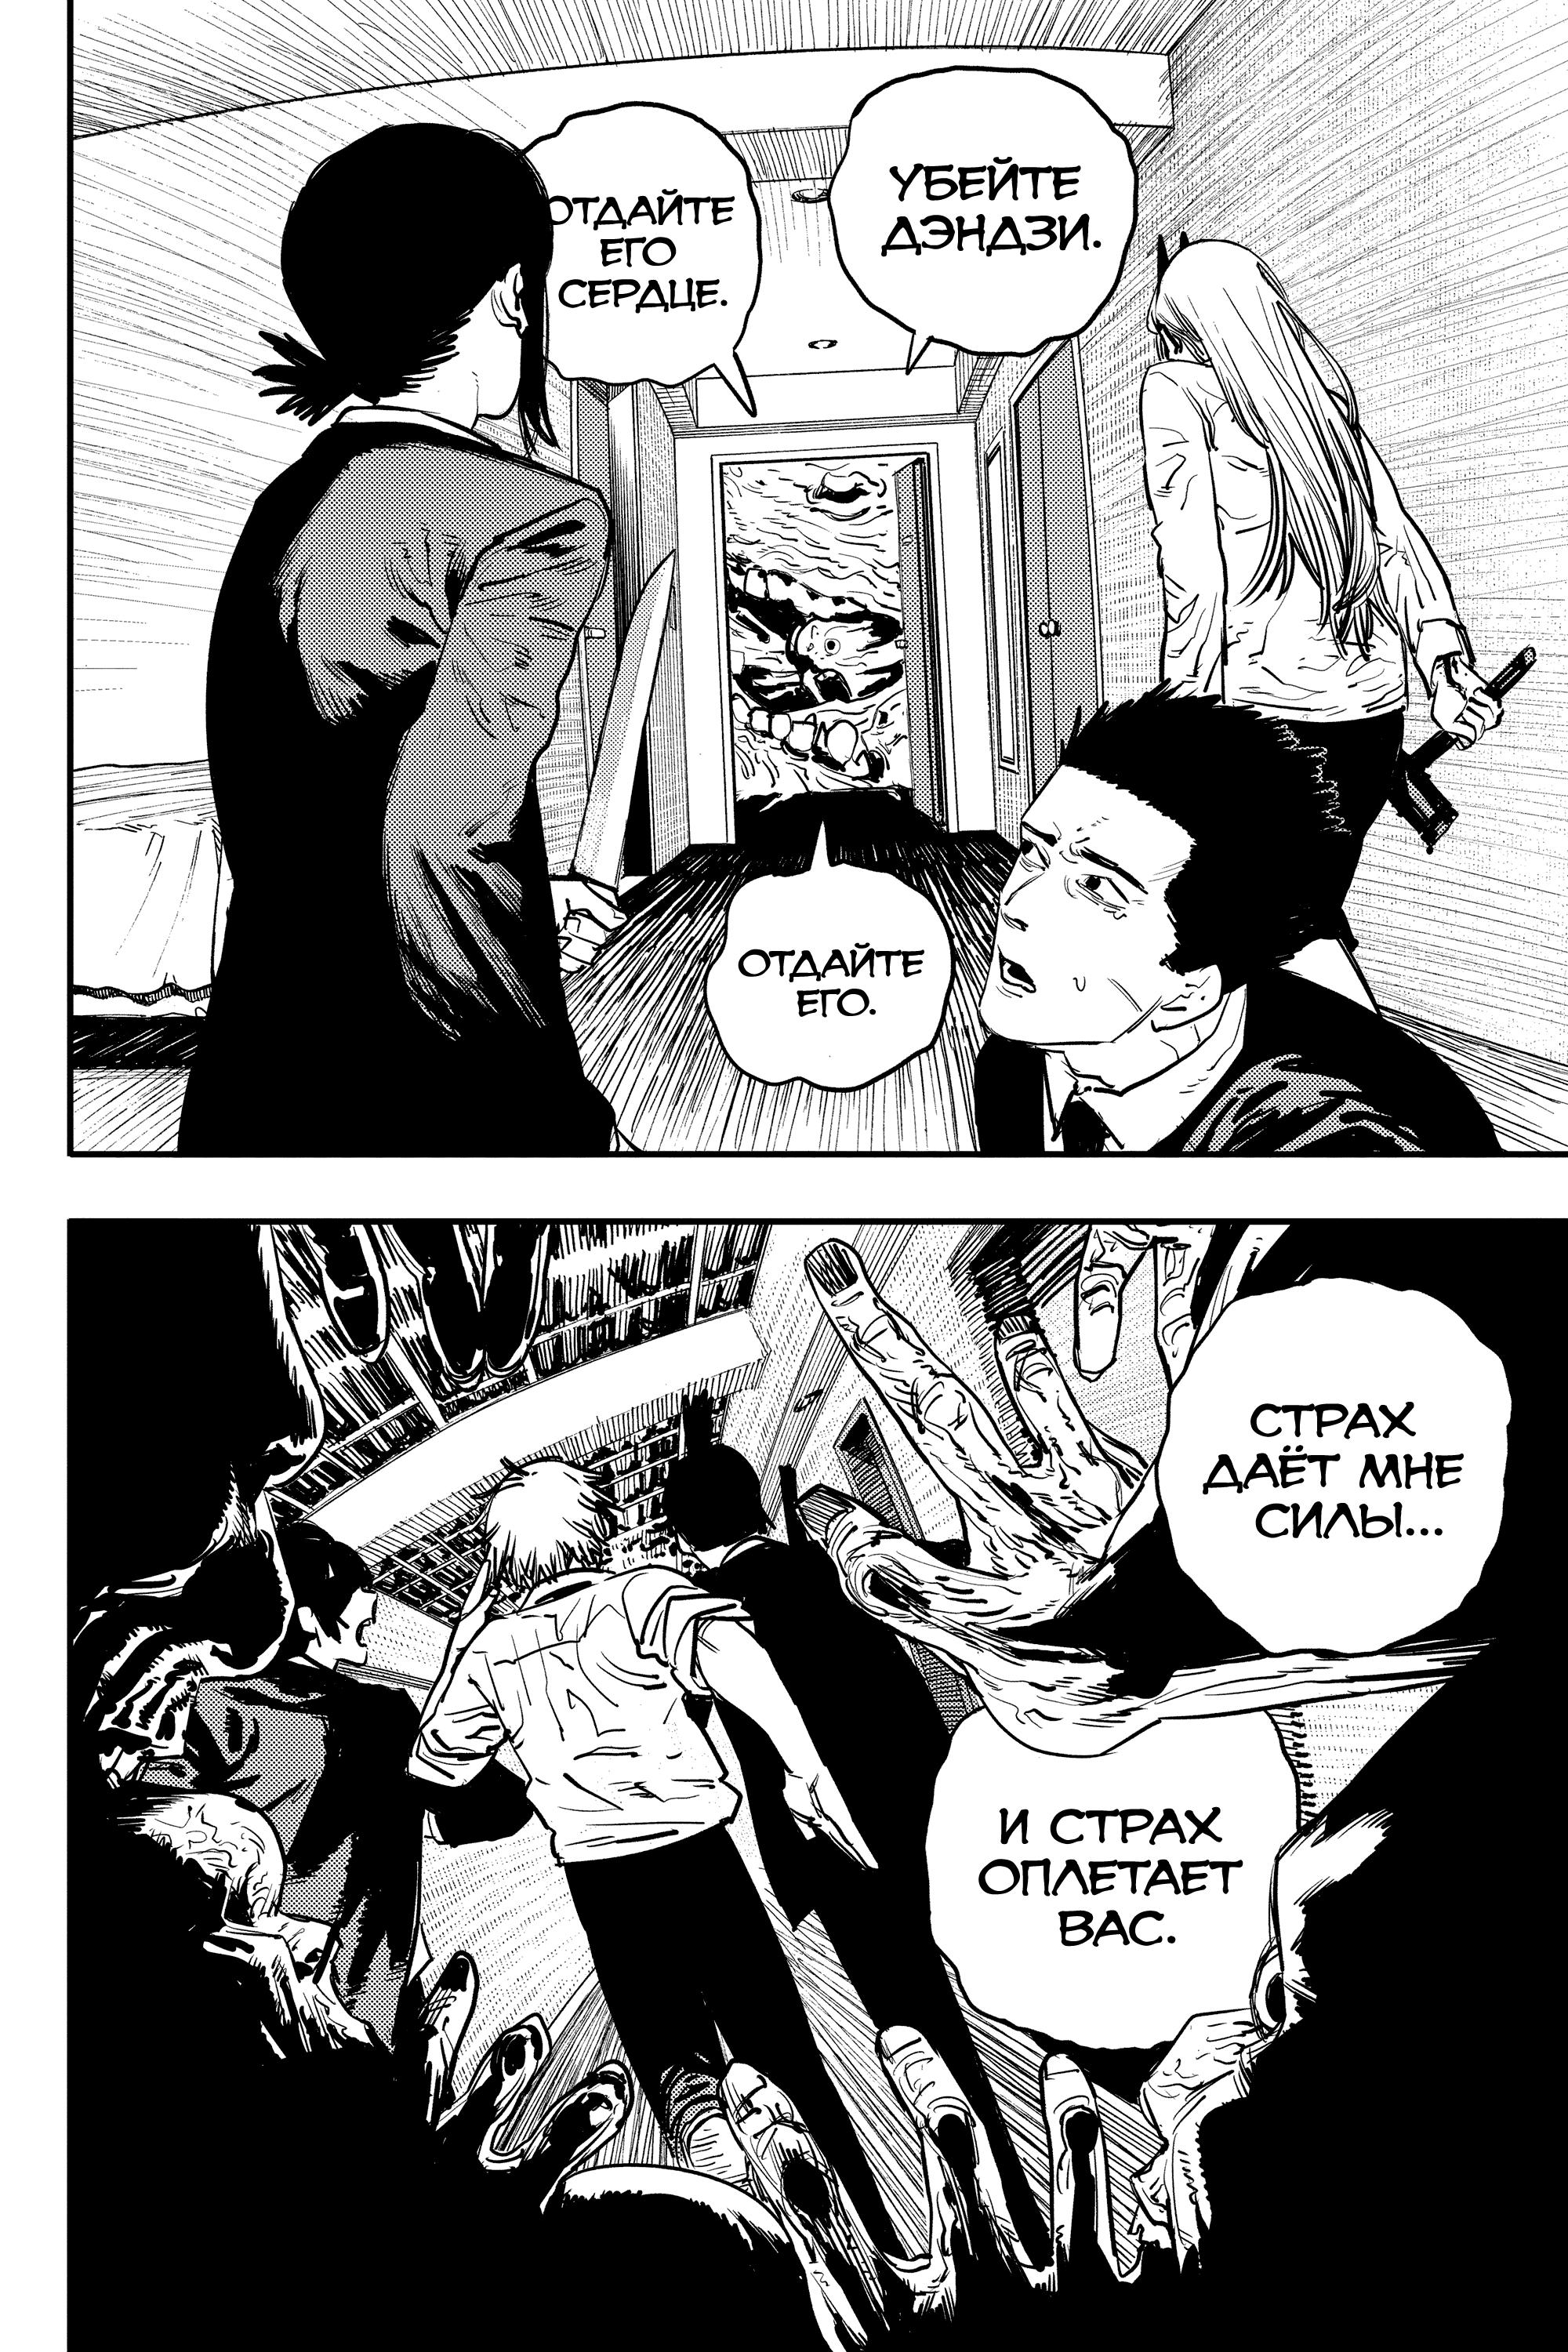 УБЕЙТЕ
ДЭНДЗИ.
ОТДАЙТЕ
ЕГО
СЕРДЦЕ.
ОТДАЙТЕ
ЕГО.
СТРАХ
ДАЁТ МНЕ
СИЛЫ...
И СТРАХ
ОПЛЕТАЕТ
ВАС.